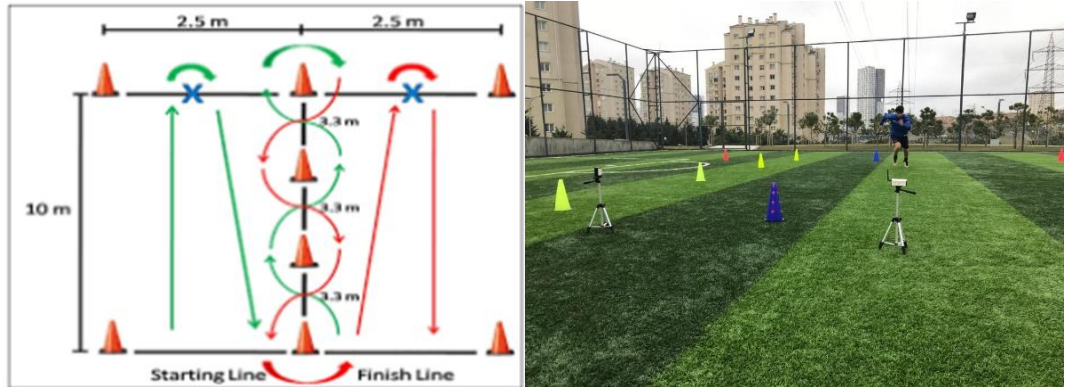 2.5 m 2.5 m
3.3 m
10 m
3.3 m
3.3 m
Starting Line Finish Line